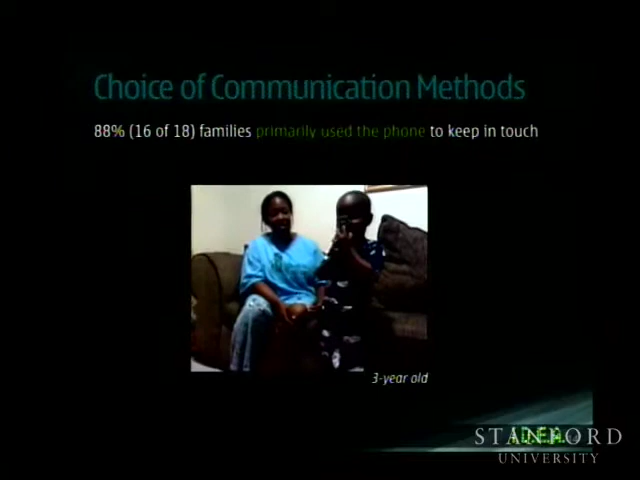 Choice of Communication Methods
88% (16 of 18) families primarily used the phone to keep in touch
3-year old
STANFORD
UNIVERSITY